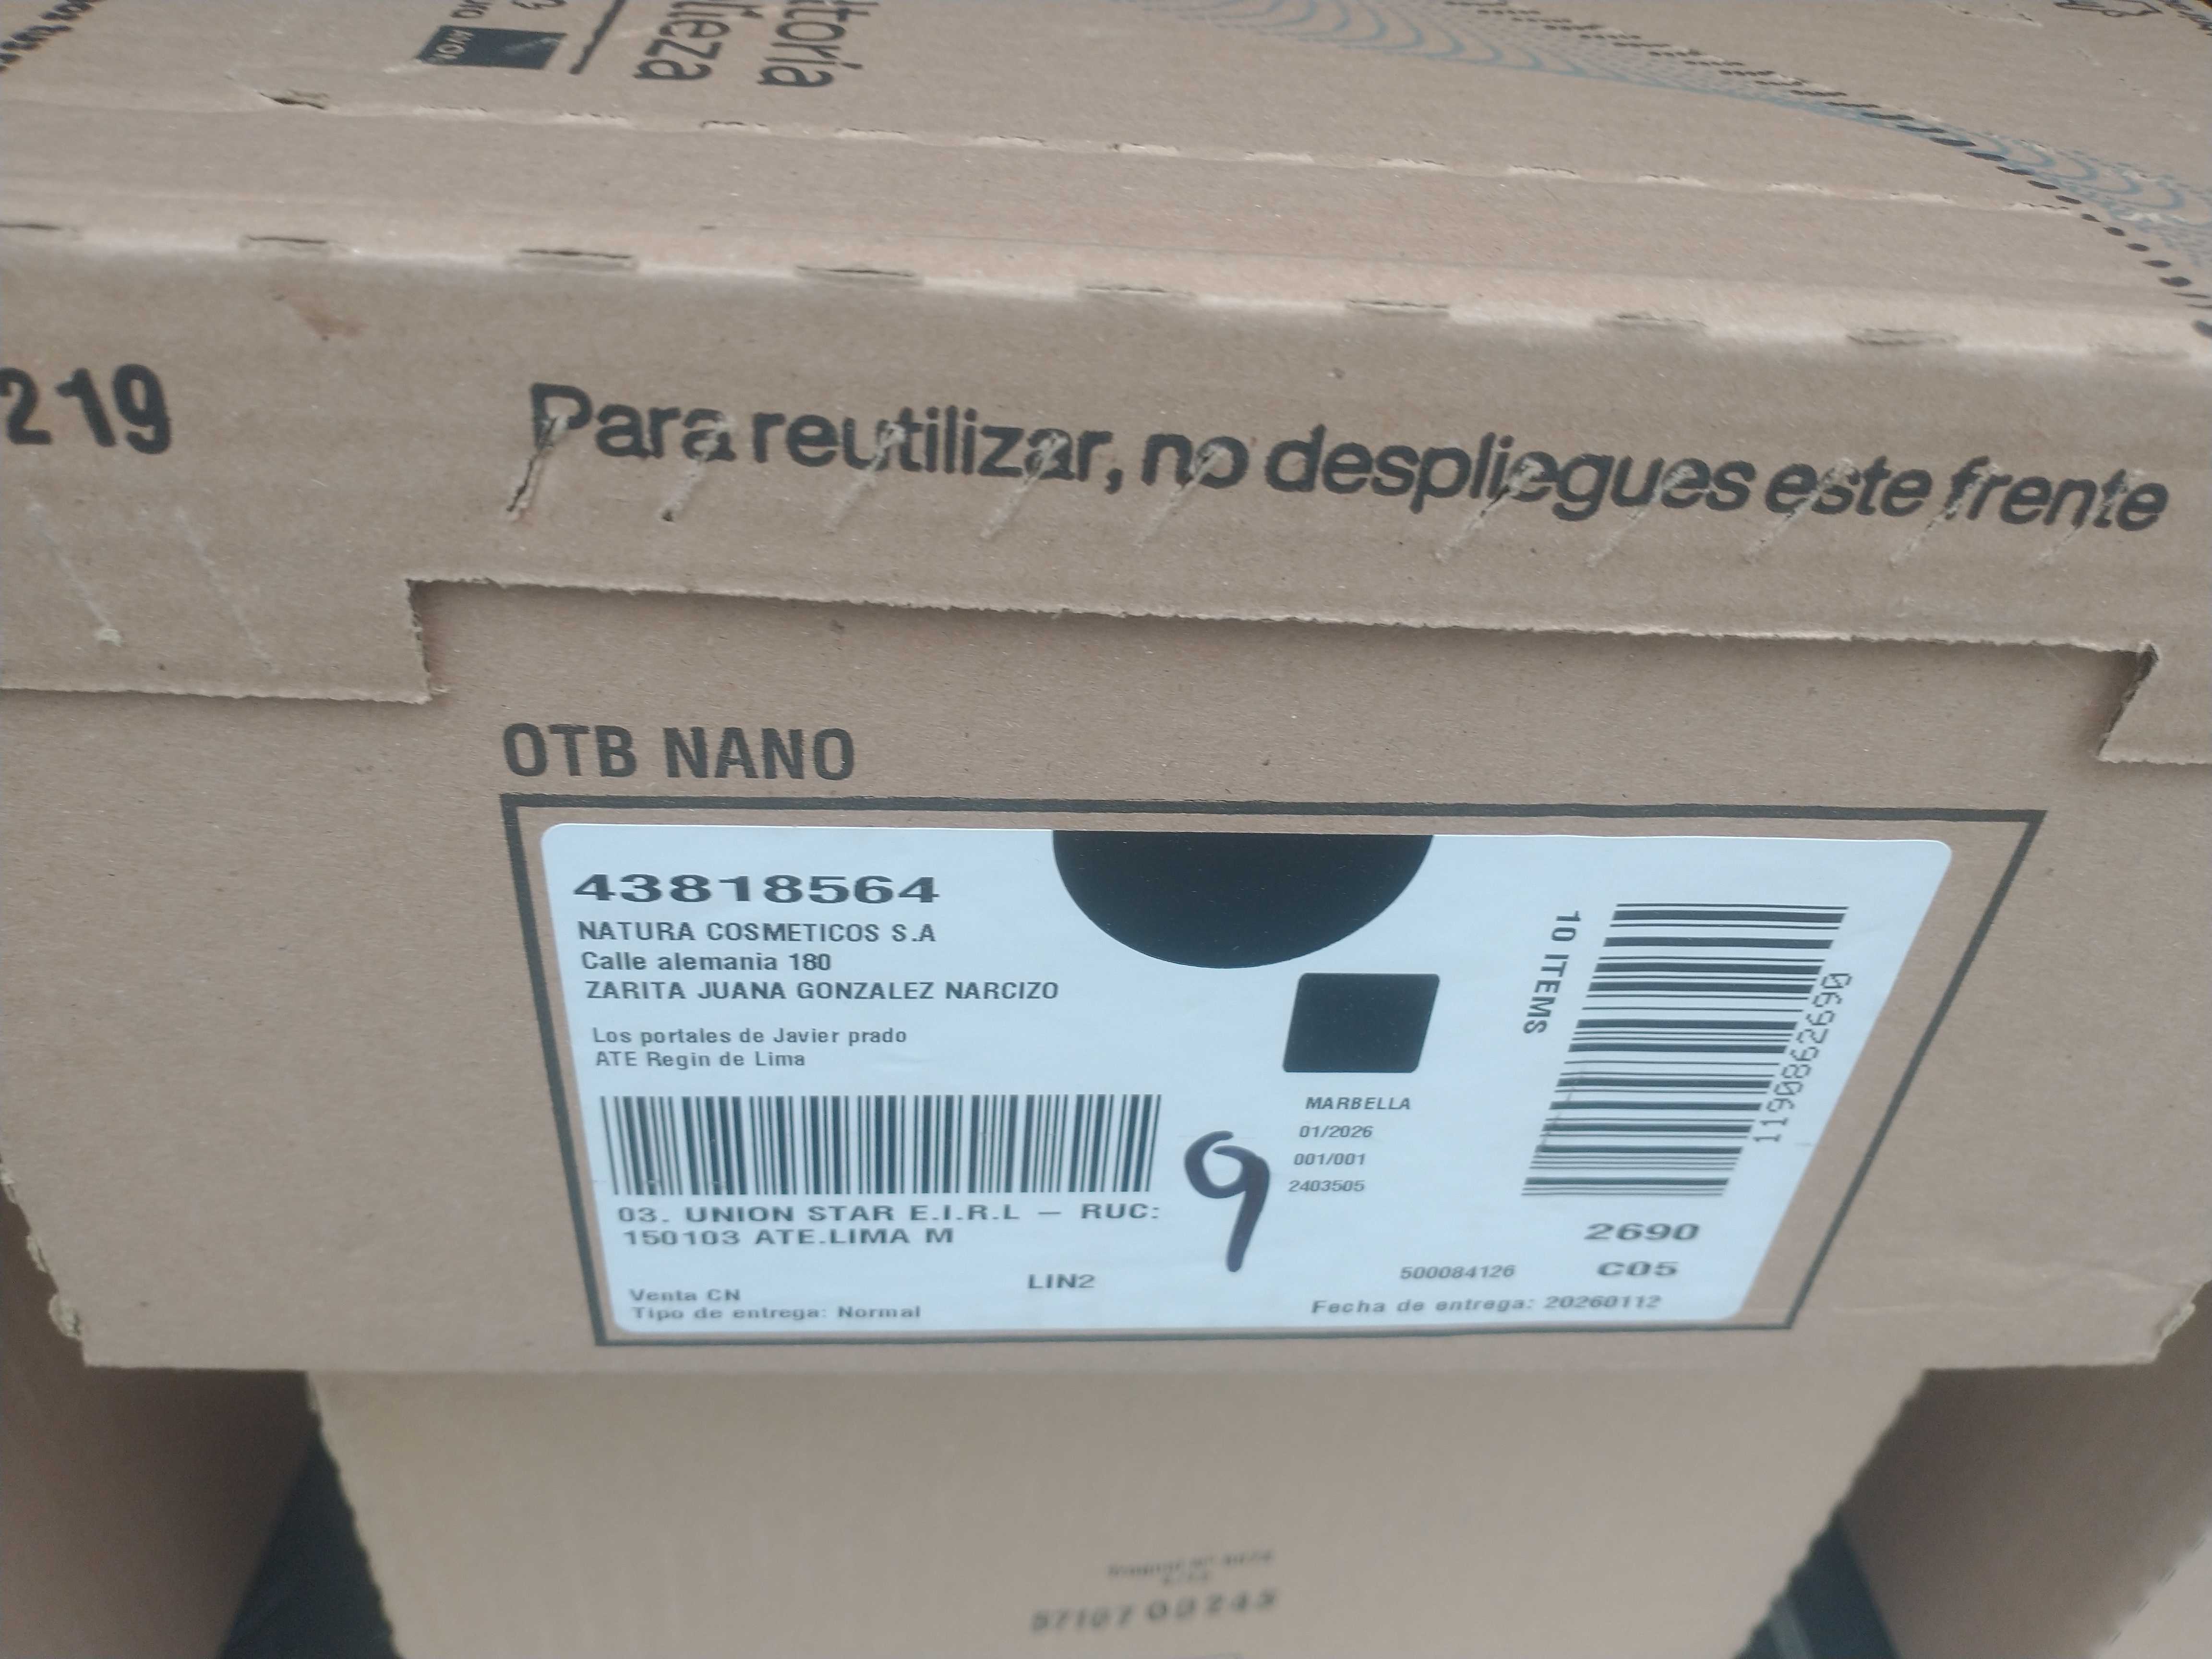 ltoria
lleza
219
Para reutilizar, no despliegues este frente
OTB NANO
43818564
NATURA COSMETICOS S.A
Calle alemania 180
ZARITA JUANA GONZALEZ NARCIZO
Los portales de Javier prado
ATE Regin de Lima
03. UNION STAR E.I.R.L — RUC:
150103 ATE.LIMA M
Venta CN
Tipo de entrega: Normal
LIN2
9
MARBELLA
01/2026
001/001
2403505
10 ITEMS
2690
C05
500084126
Fecha de entrega: 20260112